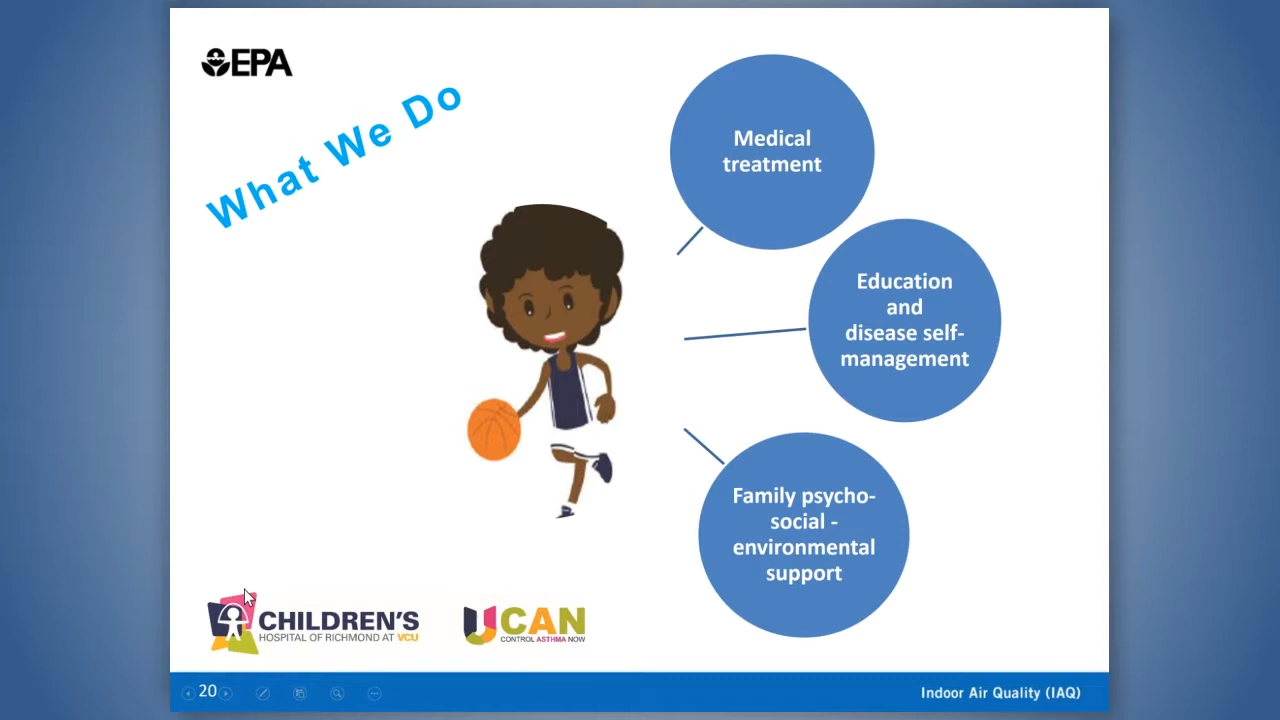 EPA
What We Do
Medical
treatment
Education
and
disease self-
management
Family psycho-
social -
environmental
support
CHILDREN'S
HOSPITAL OF RICHMOND AT VCU
UCAN
CONTROL ASTHMA NOW
20
Indoor Air Quality (IAQ)